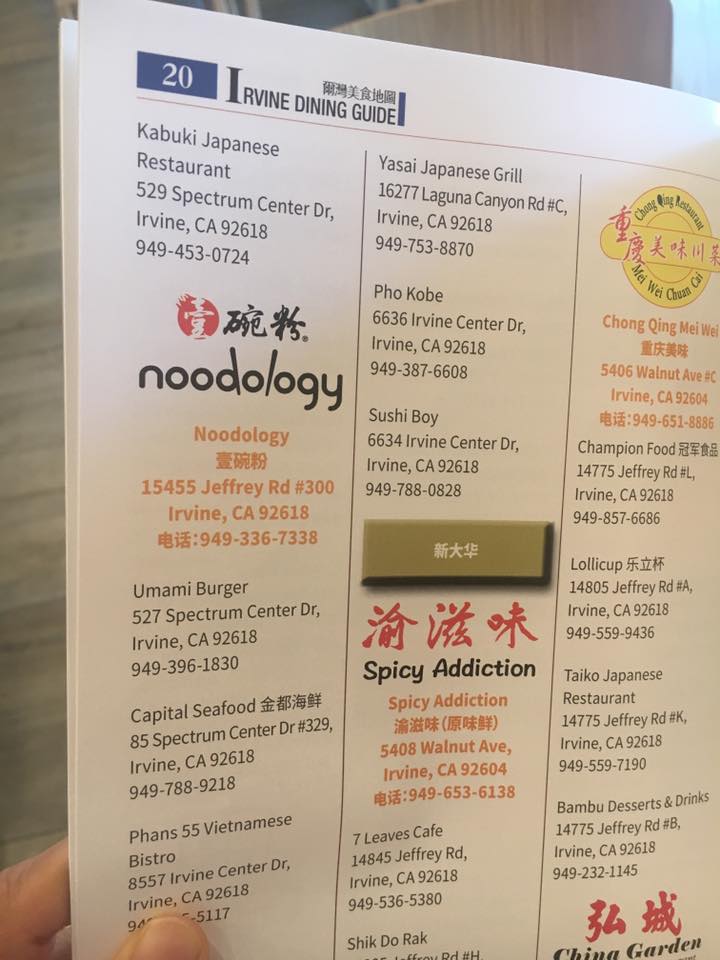 20
爾灣美食地圖
IRVINE DINING GUIDE
Kabuki Japanese
Restaurant
529 Spectrum Center Dr,
Irvine, CA 92618
949-453-0724
壹碗粉®
noodology
Noodology
壹碗粉
15455 Jeffrey Rd #300
Irvine, CA 92618
电话:949-336-7338
Umami Burger
527 Spectrum Center Dr,
Irvine, CA 92618
949-396-1830
Capital Seafood 金都海鲜
85 Spectrum Center Dr #329,
Irvine, CA 92618
949-788-9218
Phans 55 Vietnamese
Bistro
8557 Irvine Center Dr,
Irvine, CA 92618
5117
Yasai Japanese Grill
16277 Laguna Canyon Rd #C,
Irvine, CA 92618
949-753-8870
Pho Kobe
6636 Irvine Center Dr,
Irvine, CA 92618
949-387-6608
Sushi Boy
6634 Irvine Center Dr,
Irvine, CA 92618
949-788-0828
新大华
渝滋味
Spicy Addiction
Spicy Addiction
渝滋味(原味鲜)
5408 Walnut Ave,
Irvine, CA 92604
电话:949-653-6138
7 Leaves Cafe
14845 Jeffrey Rd,
Irvine, CA 92618
949-536-5380
Shik Do Rak
Jeffrey Rd #H,
Chong Qing Restaurant
重慶美味川菜
Mei Wei Chuan Cai
Chong Qing Mei Wei
重庆美味
5406 Walnut Ave #C
Irvine, CA 92604
电话:949-651-8886
Champion Food 冠军食品
14775 Jeffrey Rd #L,
Irvine, CA 92618
949-857-6686
Lollicup 乐立杯
14805 Jeffrey Rd #A,
Irvine, CA 92618
949-559-9436
Taiko Japanese
Restaurant
14775 Jeffrey Rd #K,
Irvine, CA 92618
949-559-7190
Bambu Desserts & Drinks
14775 Jeffrey Rd #B,
Irvine, CA 92618
949-232-1145
弘城
China Garden